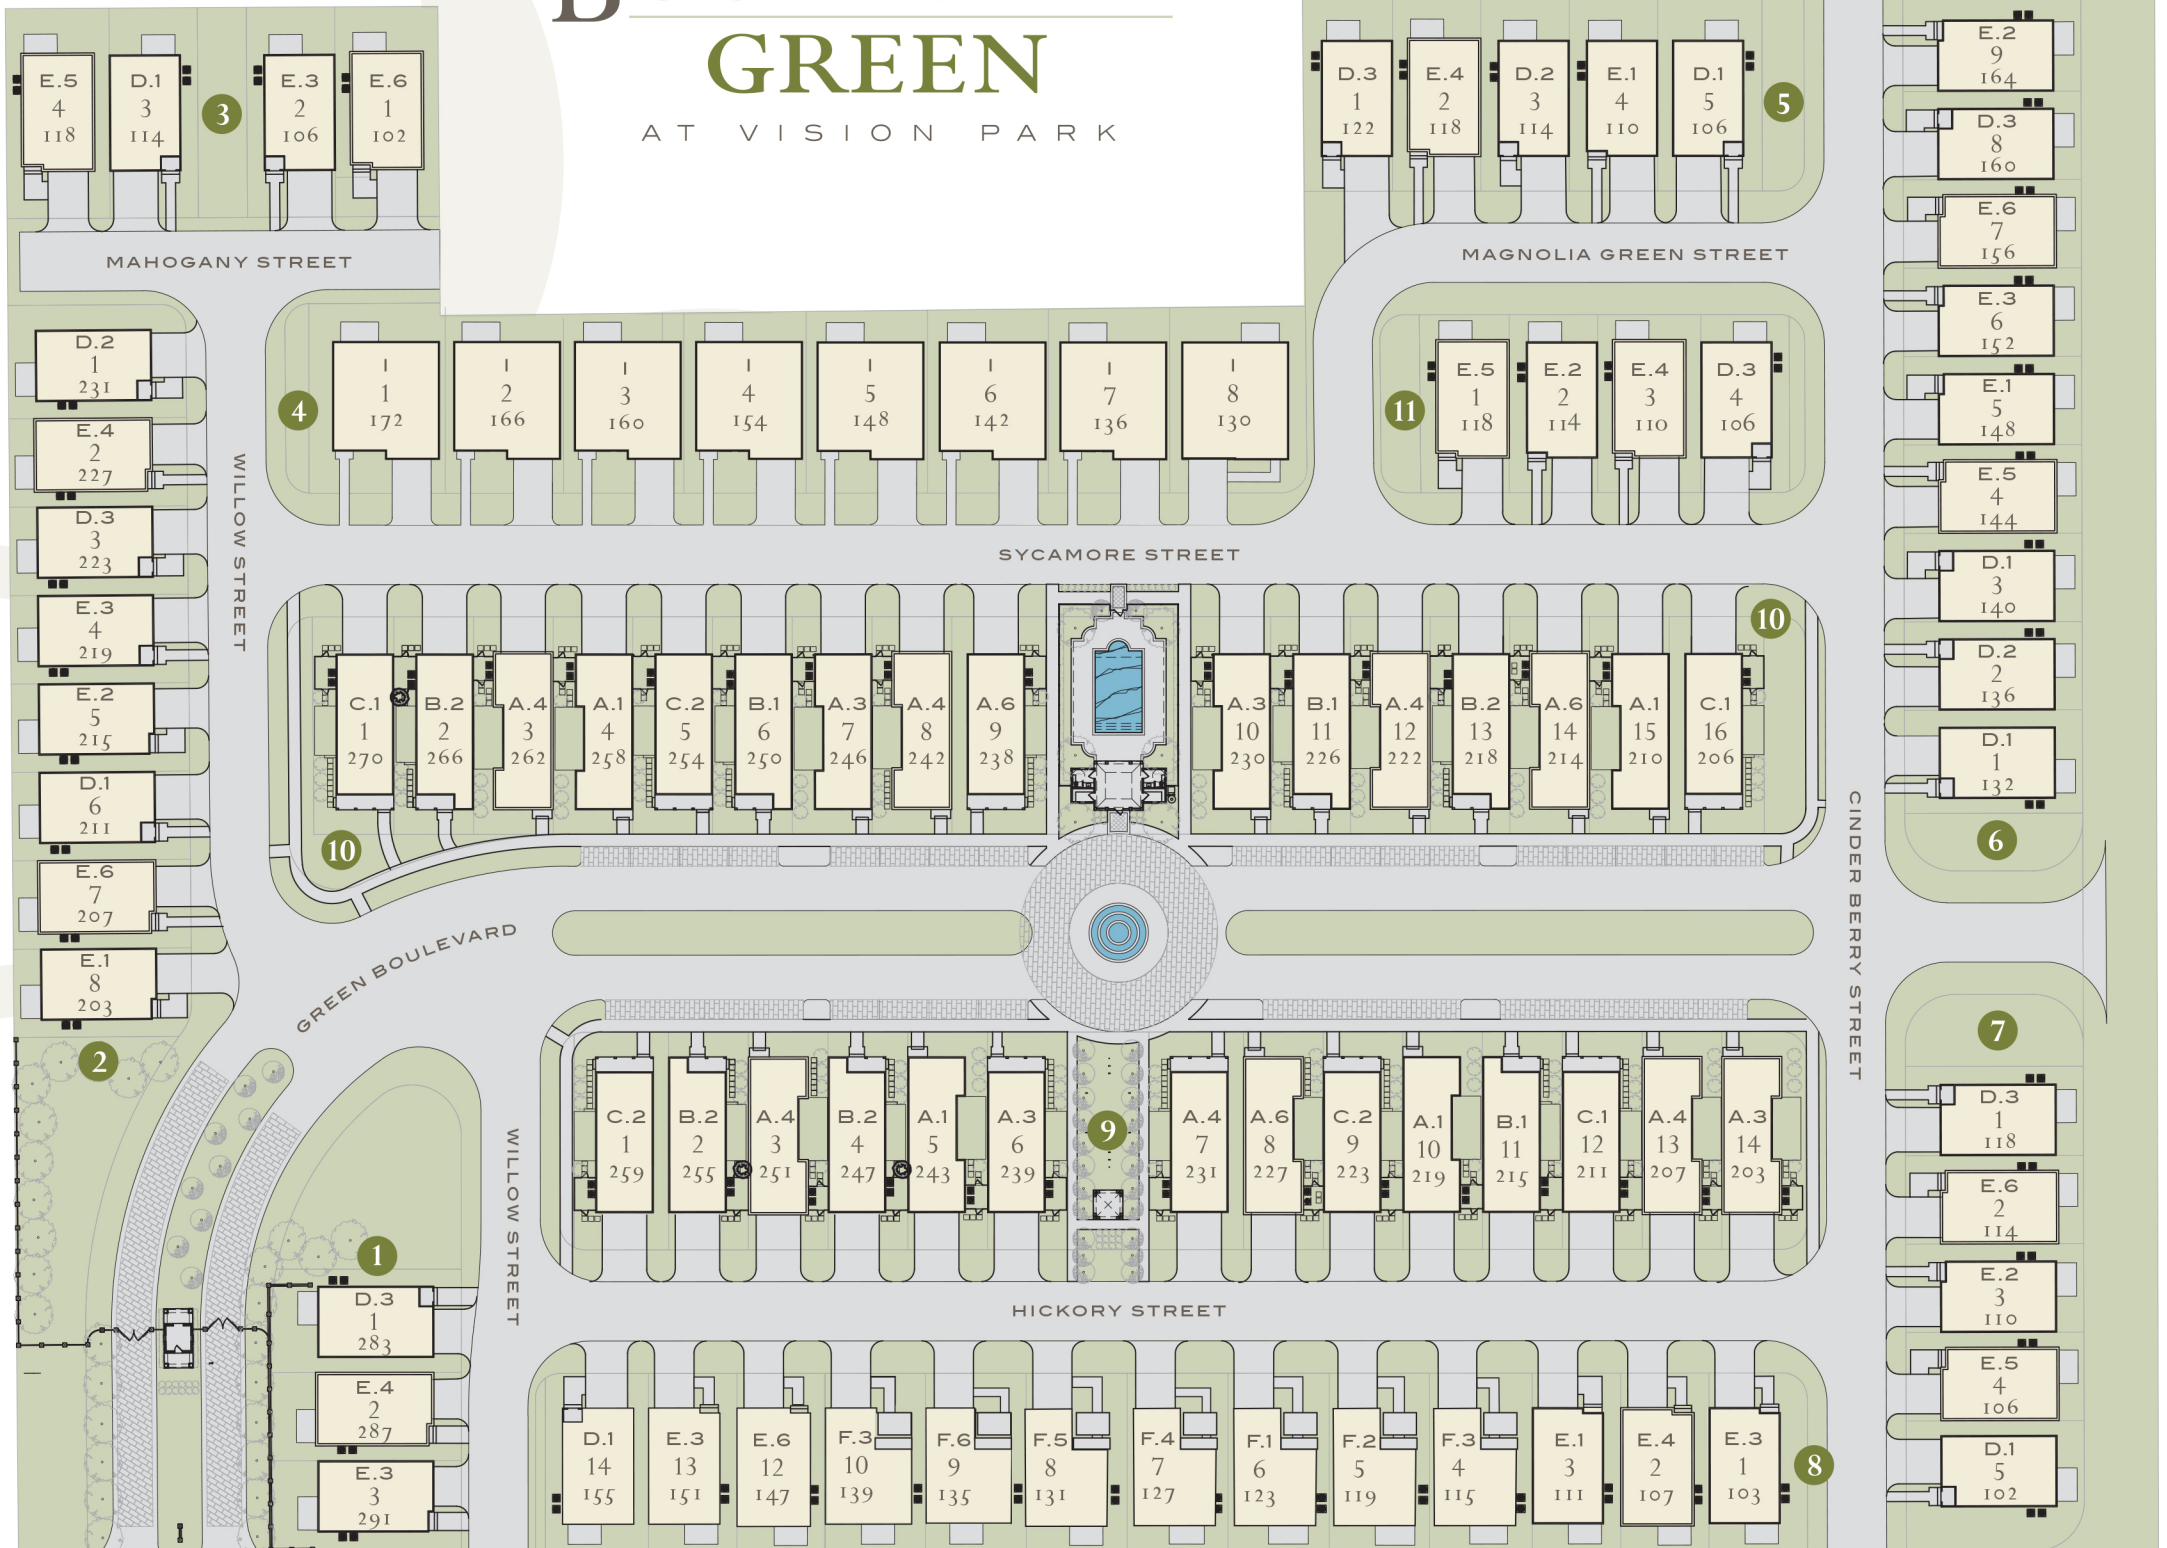 B
GREEN
AT VISION PARK
E.5
4
118
D.1
3
114
3
E.3
2
106
E.6
1
102
D.3
1
122
E.4
2
118
D.2
3
114
E.1
4
110
D.1
5
106
5
MAHOGANY STREET
MAGNOLIA GREEN STREET
E.2
9
164
D.3
8
160
E.6
7
156
E.3
6
152
E.1
5
148
E.5
4
144
D.1
3
140
D.2
2
136
D.1
1
132
6
D.2
1
231
E.4
2
227
D.3
3
223
E.3
4
219
E.2
5
215
D.1
6
211
E.6
7
207
E.1
8
203
2
WILLOW STREET
4
I
1
172
I
2
166
I
3
160
I
4
154
I
5
148
I
6
142
I
7
136
I
8
130
11
E.5
1
118
E.2
2
114
E.4
3
110
D.3
4
106
SYCAMORE STREET
10
C.1
1
270
B.2
2
266
A.4
3
262
A.1
4
258
C.2
5
254
B.1
6
250
A.3
7
246
A.4
8
242
A.6
9
238
A.3
10
230
B.1
11
226
A.4
12
222
B.2
13
218
A.6
14
214
A.1
15
210
C.1
16
206
10
CINDER BERRY STREET
GREEN BOULEVARD
7
C.2
1
259
B.2
2
255
A.4
3
251
B.2
4
247
A.1
5
243
A.3
6
239
9
A.4
7
231
A.6
8
227
C.2
9
223
A.1
10
219
B.1
11
215
C.1
12
211
A.4
13
207
A.3
14
203
D.3
1
118
E.6
2
114
E.2
3
110
E.5
4
106
D.1
5
102
WILLOW STREET
1
D.3
1
283
E.4
2
287
E.3
3
291
HICKORY STREET
D.1
14
155
E.3
13
151
E.6
12
147
F.3
10
139
F.6
9
135
F.5
8
131
F.4
7
127
F.1
6
123
F.2
5
119
F.3
4
115
E.1
3
111
E.4
2
107
E.3
1
103
8